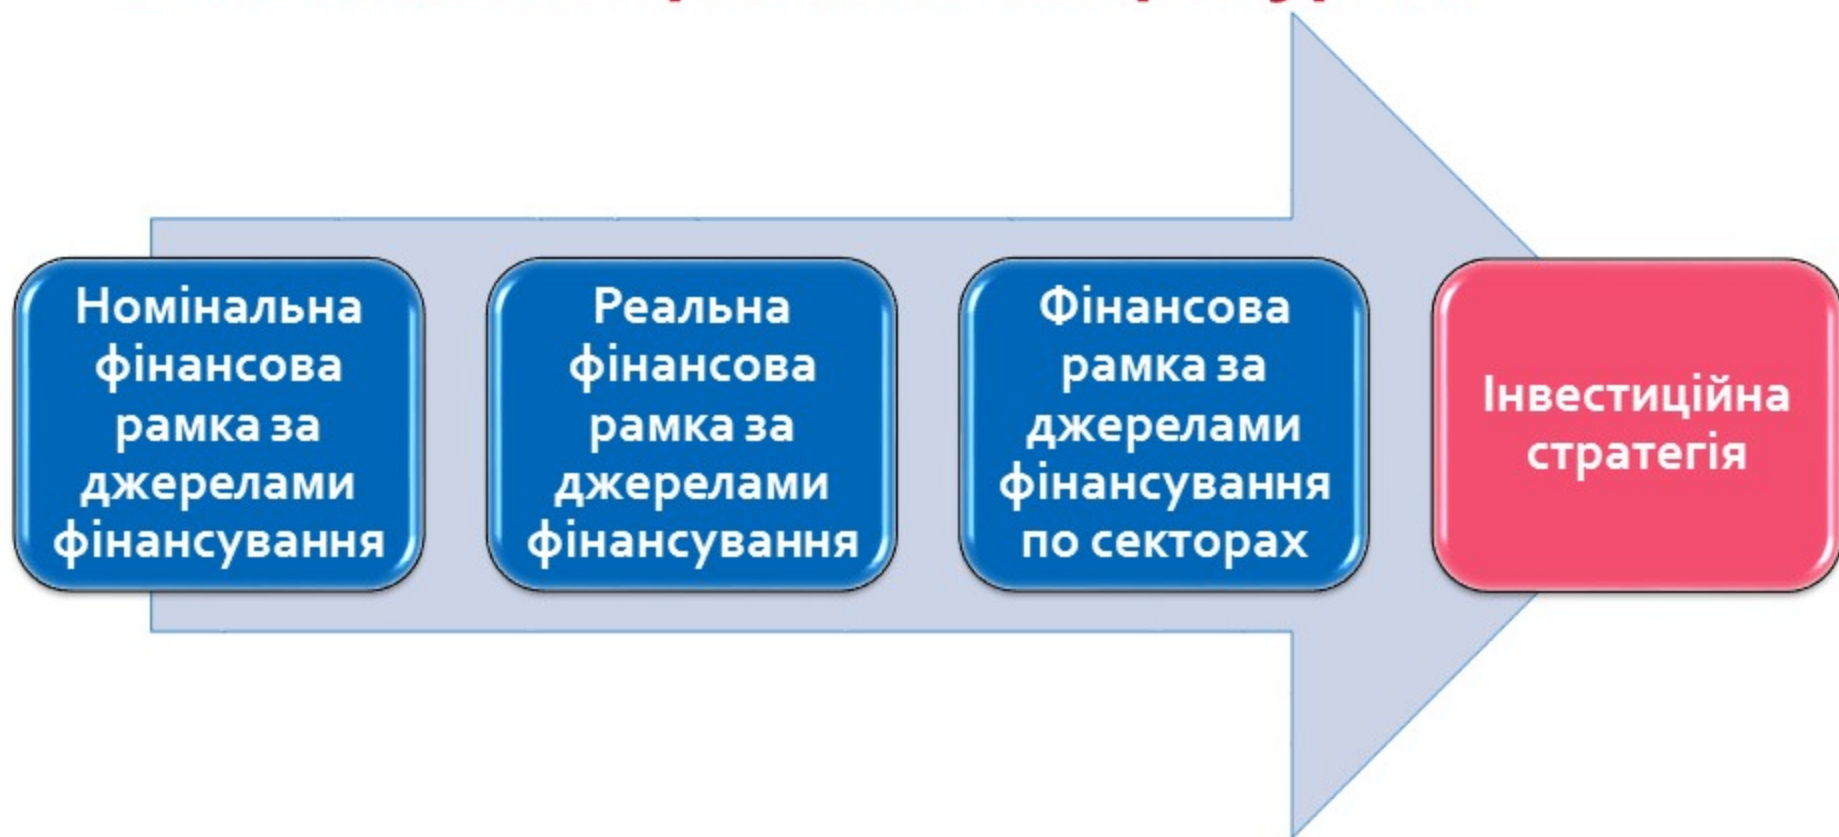 Номінальна
фінансова
рамка за
джерелами
фінансування
Реальна
фінансова
рамка за
джерелами
фінансування
Фінансова
рамка за
джерелами
фінансування
по секторах
Інвестиційна
стратегія